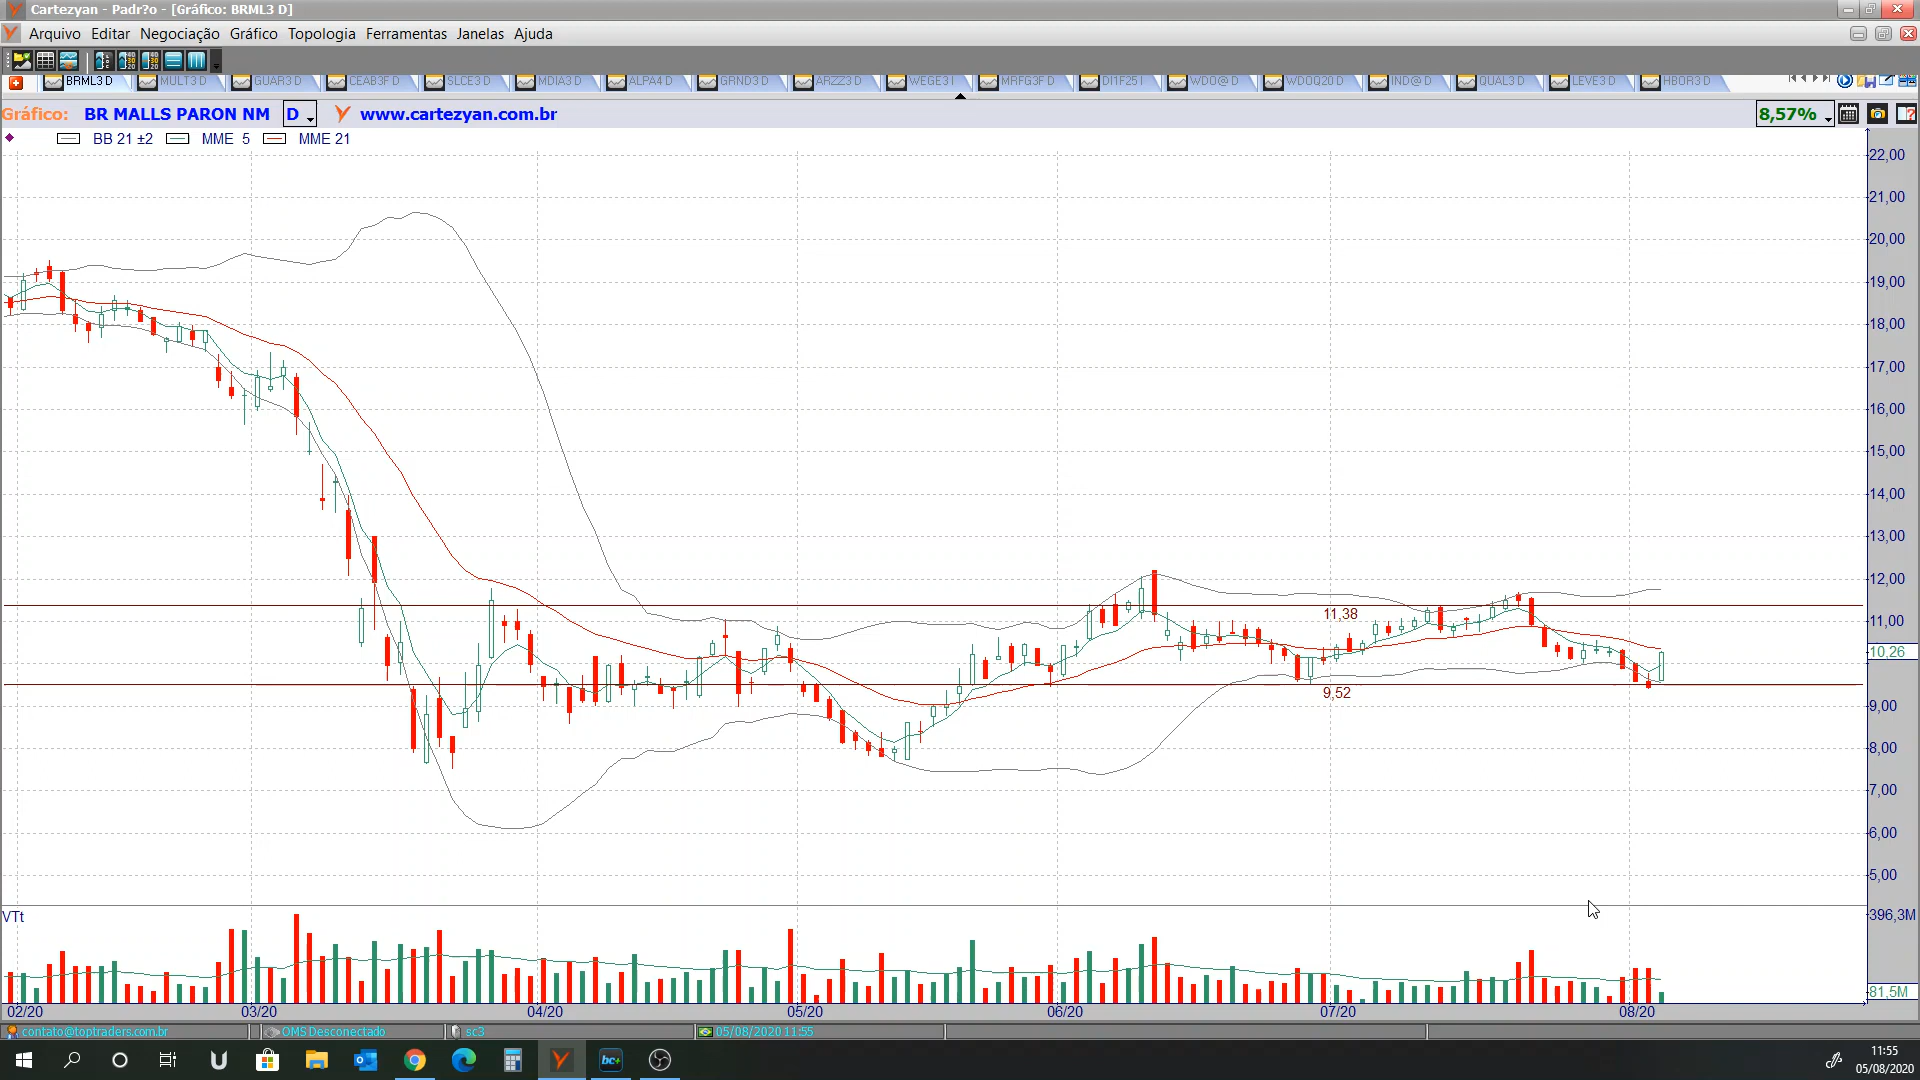 Cartezyan - Padr?o - [Gráfico: BRML3 D]
Arquivo Editar Negociação Gráfico Topologia Ferramentas Janelas Ajuda
BRML3 D MULT3 D GUAR3 D CEAB3F D SLCE3 D MDIA3 D ALPA4 D GRND3 D ARZZ3 D WEGE3 I MRFG3F D DI1F25 I WDO@ D WDOQ20 D IND@ D QUAL3 D LEVE3 D HBOR3 D
Gráfico: BR MALLS PARON NM D www.cartezyan.com.br 8,57%
BB 21 ±2 MME 5 MME 21
22,00
21,00
20,00
19,00
18,00
17,00
16,00
15,00
14,00
13,00
12,00
11,38
11,00
10,26
9,52
9,00
8,00
7,00
6,00
5,00
VTt
396,3M
81,5M
02/20 03/20 04/20 05/20 06/20 07/20 08/20
contato@toptraders.com.br OMS Desconectado sc3 05/08/2020 11:55
bc+
11:55
05/08/2020